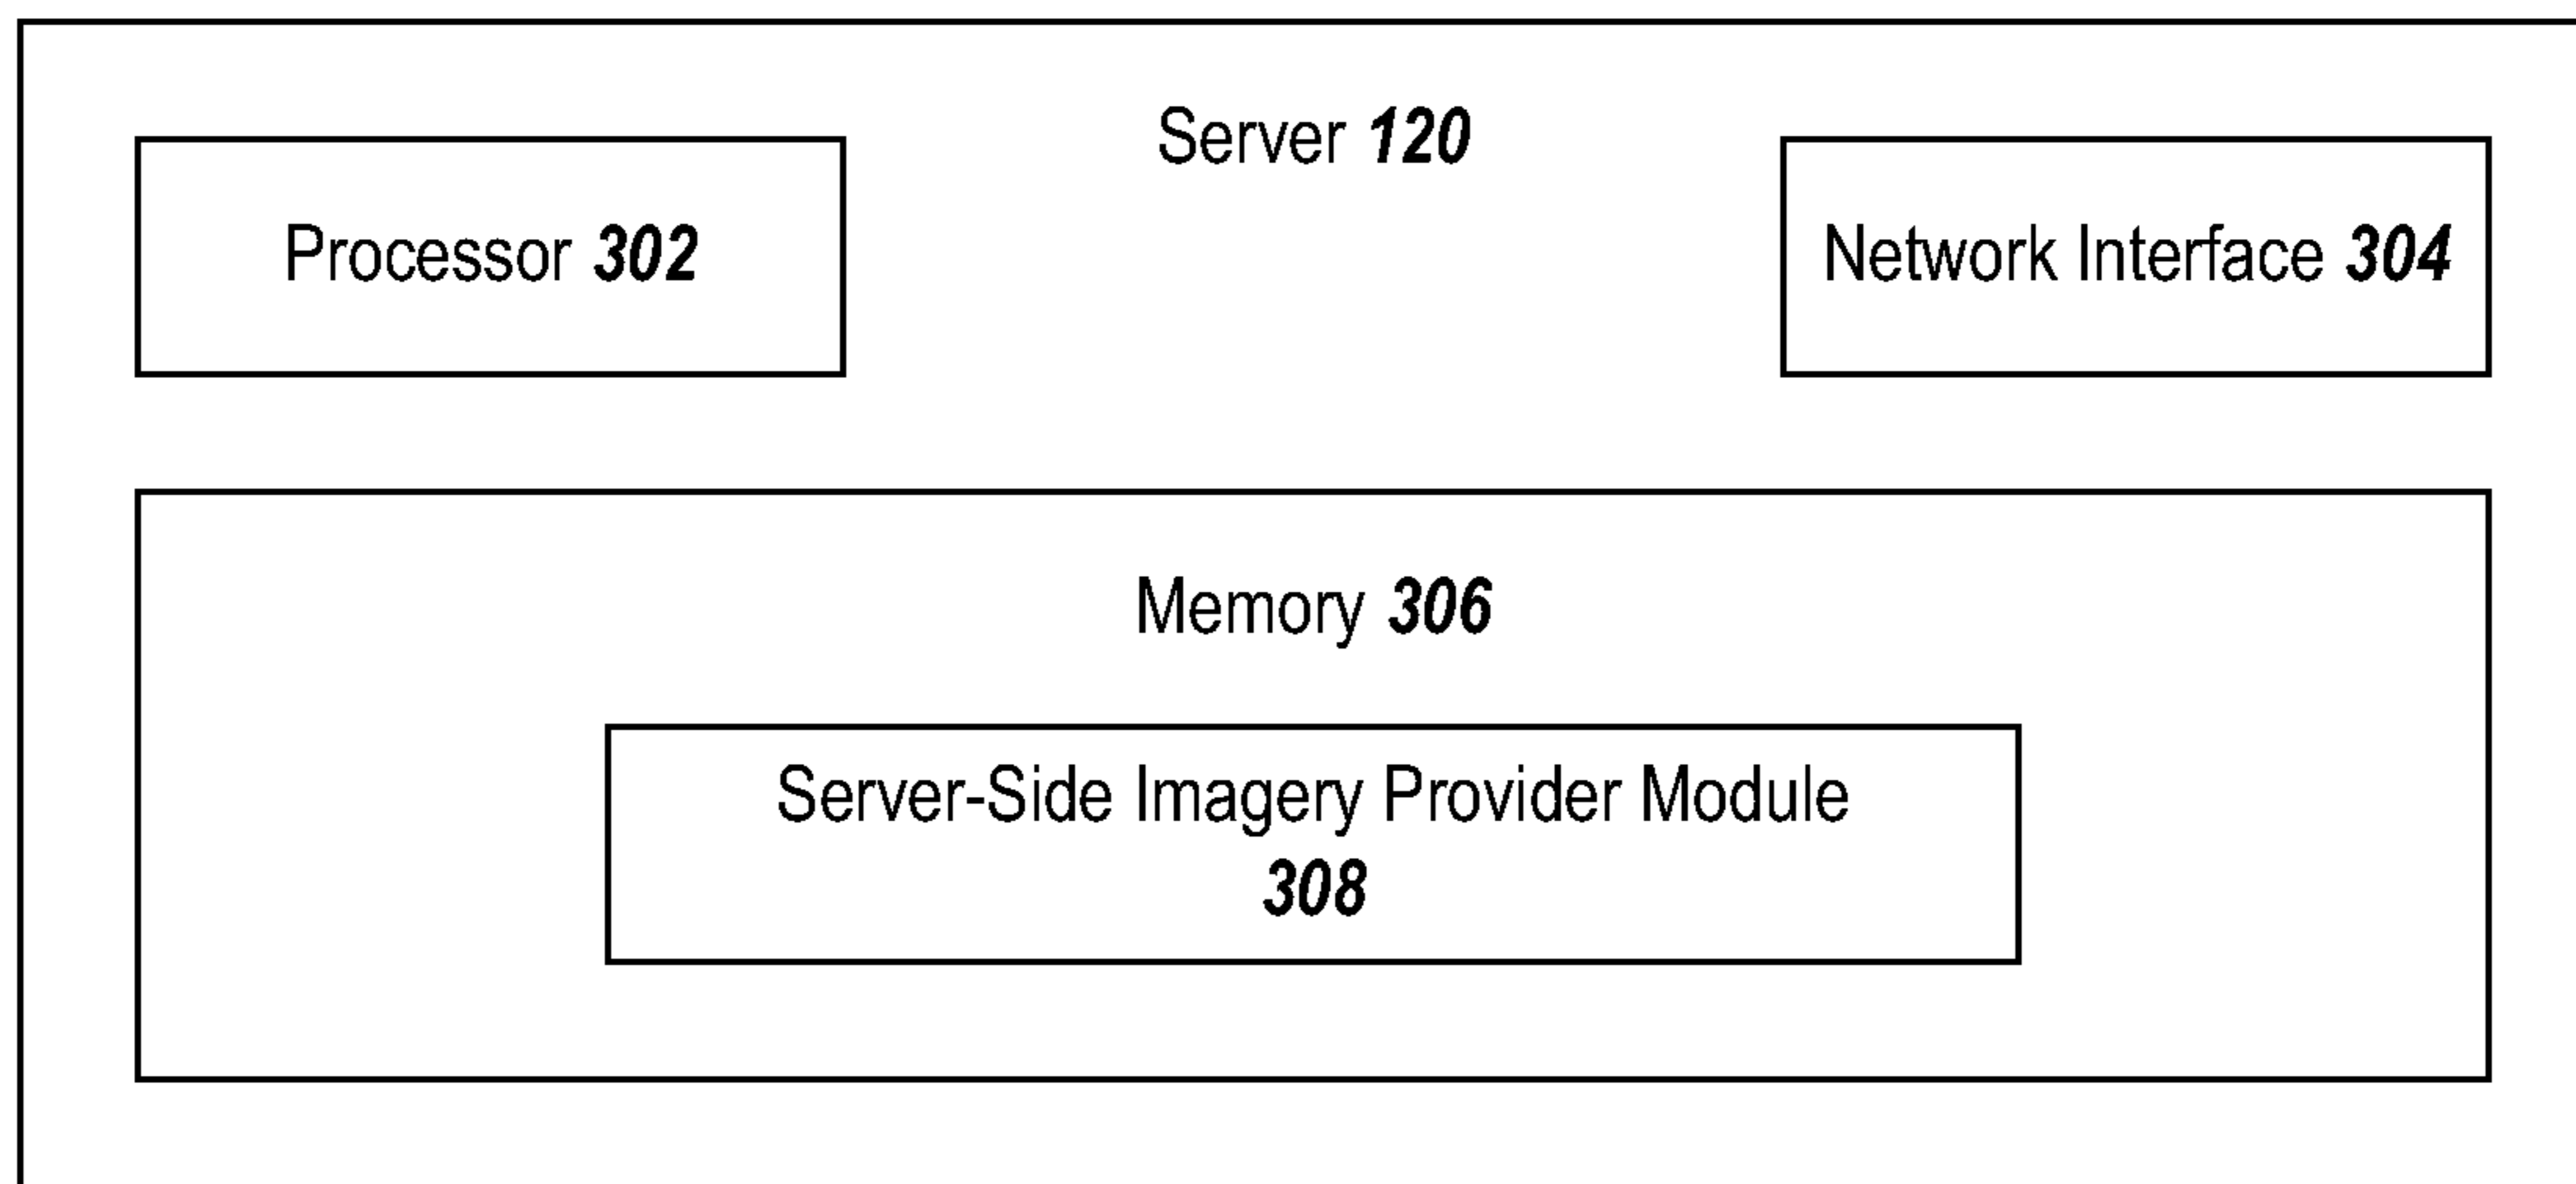 Server 120
Processor 302
Network Interface 304
Memory 306
Server-Side Imagery Provider Module
308